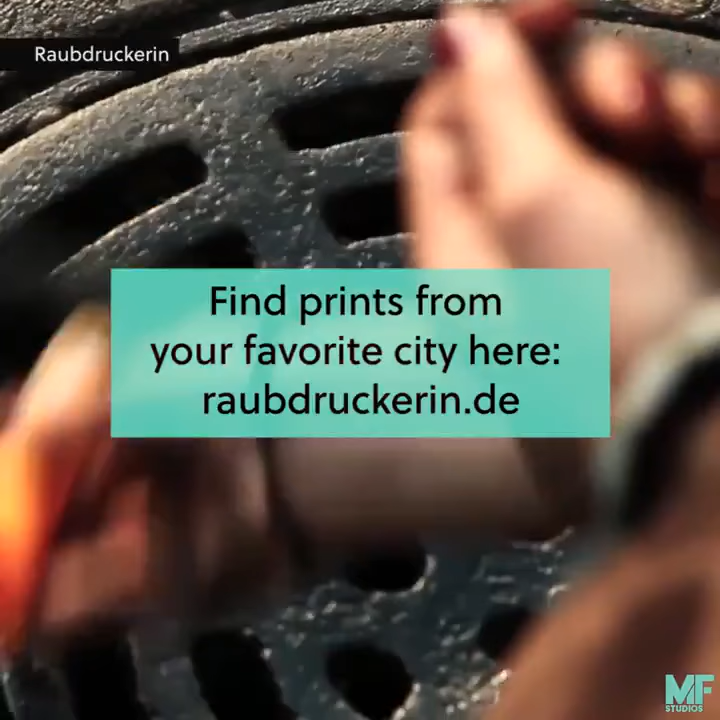 Raubdruckerin
Find prints from
your favorite city here:
raubdruckerin.de
MF
STUDIOS